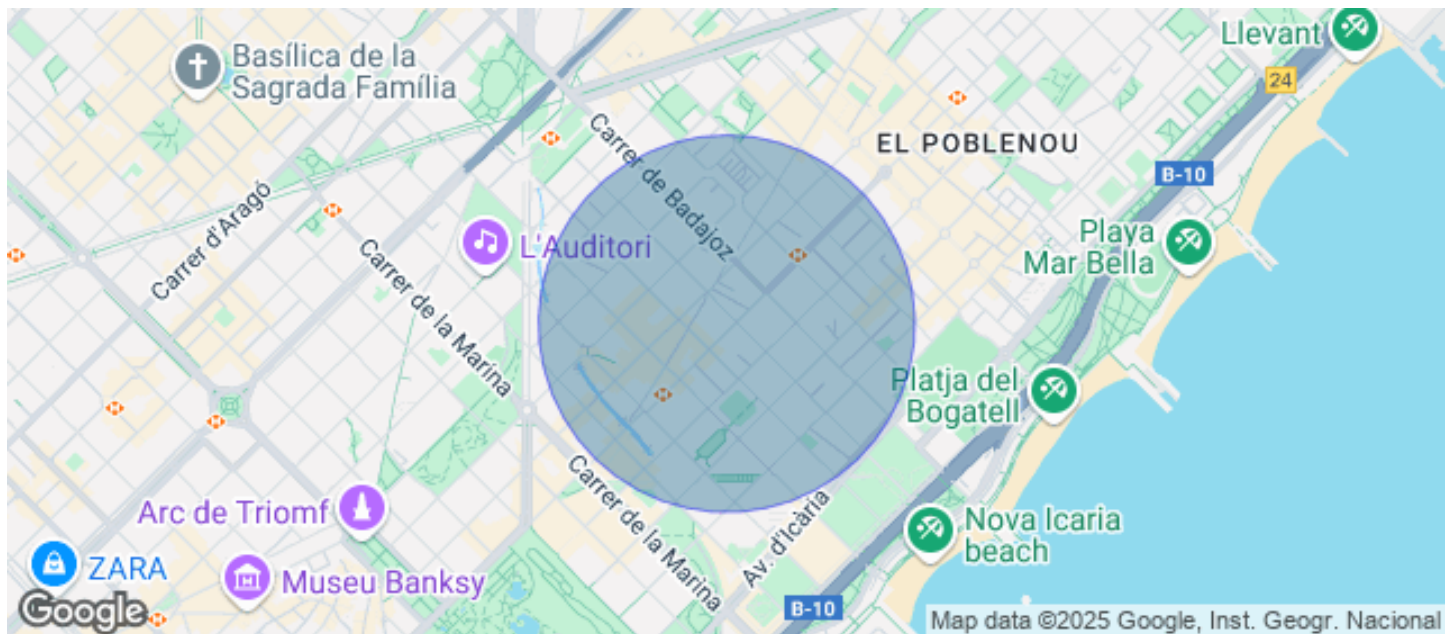 Llevant
Basílica de la
Sagrada Família
24
Carrer de Badajoz
EL POBLENOU
B-10
Carrer d'Aragó
L'Auditori
Playa
Mar Bella
Carrer de la Marina
Platja del
Bogatell
Carrer de la Marina
Arc de Triomf
Av. d'Icària
Nova Icaria
beach
ZARA
Museu Banksy
B-10
Google
Map data ©2025 Google, Inst. Geogr. Nacional